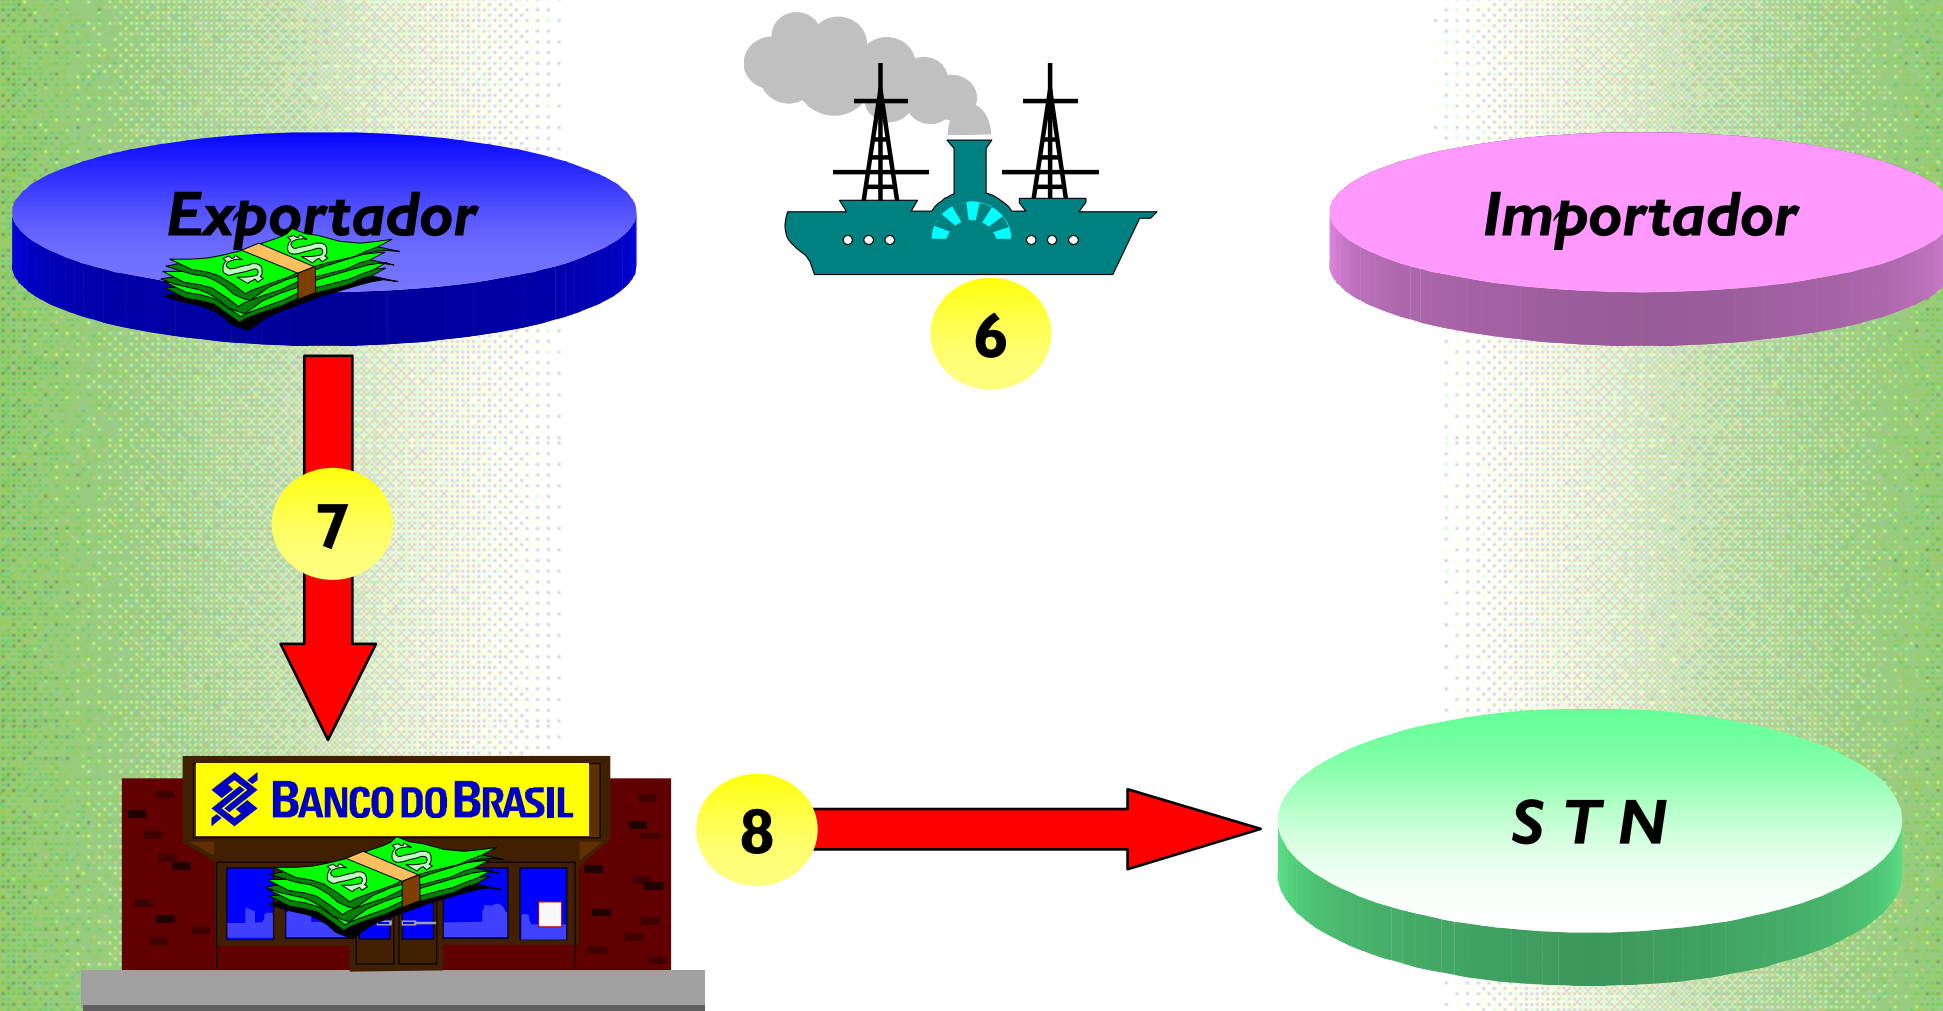 Exportador
Importador
6
7
BANCO DO BRASIL
8
S T N